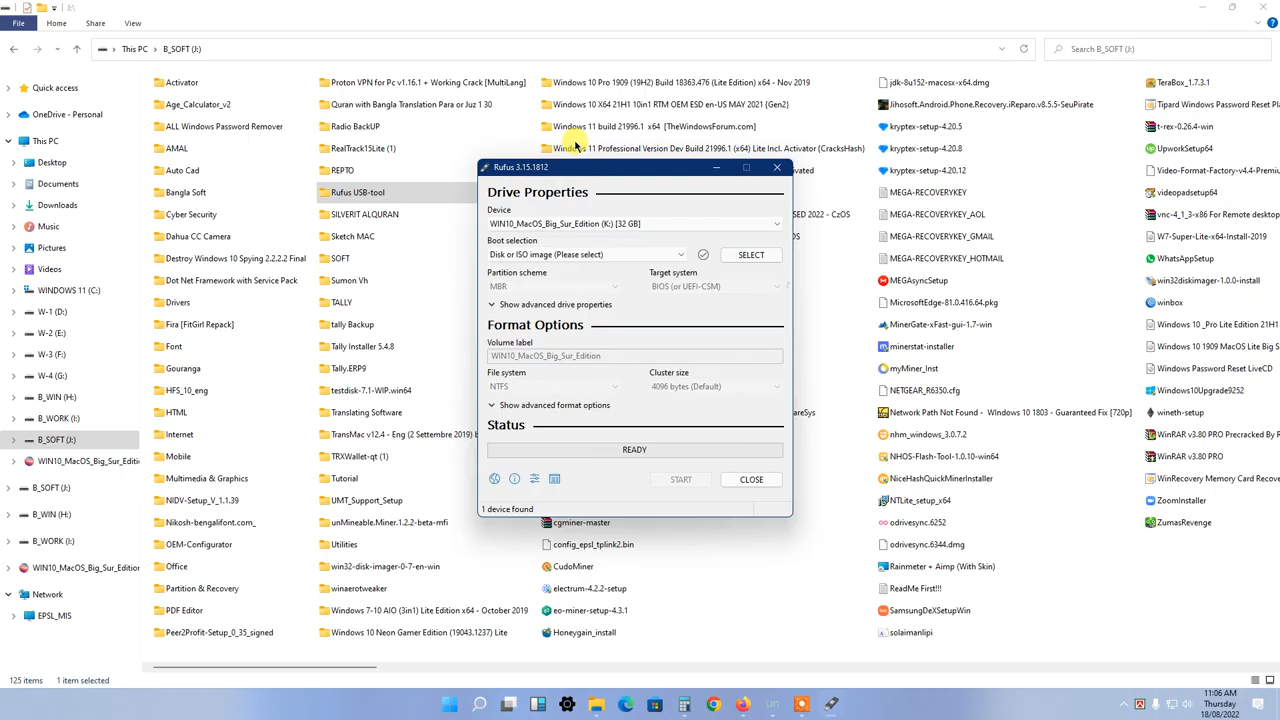 File
Home
Share
View
This PC
B_SOFT (J:)
Search B_SOFT (J:)
Quick access
OneDrive - Personal
This PC
Desktop
Documents
Downloads
Music
Pictures
Videos
WINDOWS 11 (C:)
W-1 (D:)
W-2 (E:)
W-3 (F:)
W-4 (G:)
B_WIN (H:)
B_WORK (I:)
B_SOFT (J:)
WIN10_MacOS_Big_Sur_Editi
B_SOFT (J:)
B_WIN (H:)
B_WORK (I:)
WIN10_MacOS_Big_Sur_Edition
Network
EPSL_MIS
Activator
Age_Calculator_v2
ALL Windows Password Remover
AMAL
Auto Cad
Bangla Soft
Cyber Security
Dahua CC Camera
Destroy Windows 10 Spying 2.2.2.2 Final
Dot Net Features with Service Pack
Drivers
Fira [FitGirl Repack]
Font
Gouranga
HFS_10_eng
HTML
Internet
Mobile
Multimedia & Graphics
NIDV-Setup_V_1.1.39
Nikosh-bengalifont.com_
OEM-Configurator
Office
Partition & Recovery
PDF Editor
Peer2Profit-Setup_0_35_signed
Proton VPN for Pc v1.16.1 + Working Crack [MultiLang]
Quran with Bangla Translation Para or Juz 1 30
Radio BackUP
RealTrack15Lite (1)
REPTO
Rufus USB-tool
SILVERIT ALQURAN
Sketch MAC
SOFT
Sumon Vh
TALLY
tally Backup
Tally Installer 5.4.8
Tally.ERP9
testdisk-7.1-WIP.win64
Translating Software
TransMac v12.4 - Eng (2 Settembre 2019) b
TRXWallet-qt (1)
Tutorial
UMT_Support_Setup
unMineable.Miner.1.2.2-beta-mfi
Utilities
win32-disk-imager-0-7-en-win
winaerotweaker
Windows 7-10 AIO (3in1) Lite Edition x64 - October 2019
Windows 10 Neon Gamer Edition (19043.1237) Lite
Windows 10 Pro 1909 (19H2) Build 18363.476 (Lite Edition) x64 - Nov 2019
Windows 10 X64 21H1 10in1 RTM OEM ESD en-US MAY 2021 {Gen2}
Windows 11 build 21996.1 x64 [TheWindowsForum.com]
Windows 11 Professional Version Dev Build 21996.1 (x64) Lite Incl. Activator {CracksHash}
ivated
SED 2022 - CzOS
areSys
cgminer-master
config_epsl_tplink2.bin
CudoMiner
electrum-4.2.2-setup
eo-miner-setup-4.3.1
Honeygain_install
Rufus 3.15.1812
Drive Properties
Device
WIN10_MacOS_Big_Sur_Edition (K:) [32 GB]
Boot selection
Disk or ISO image (Please select)
SELECT
Partition scheme
Target system
MBR
BIOS (or UEFI-CSM)
?
Show advanced drive properties
Format Options
Volume label
WIN10_MacOS_Big_Sur_Edition
File system
Cluster size
NTFS
4096 bytes (Default)
Show advanced format options
Status
READY
START
CLOSE
1 device found
jdk-8u152-macosx-x64.dmg
Jihosoft.Android.Phone.Recovery.iReparo.v8.5.5-SeuPirate
kryptex-setup-4.20.5
kryptex-setup-4.20.8
kryptex-setup-4.20.12
MEGA-RECOVERYKEY
MEGA-RECOVERYKEY_AOL
MEGA-RECOVERYKEY_GMAIL
MEGA-RECOVERYKEY_HOTMAIL
MEGAsyncSetup
MicrosoftEdge-81.0.416.64.pkg
MinerGate-xFast-gui-1.7-win
minerstat-installer
myMiner_Inst
NETGEAR_R6350.cfg
Network Path Not Found - WIndows 10 1803 - Guaranteed Fix [720p]
nhm_windows_3.0.7.2
NHOS-Flash-Tool-1.0.10-win64
NiceHashQuickMinerInstaller
NTLite_setup_x64
odrivesync.6252
odrivesync.6344.dmg
Rainmeter + Aimp (With Skin)
ReadMe First!!!
SamsungDeXSetupWin
solaimanlipi
TeraBox_1.7.3.1
Tipard Windows Password Reset Pl
t-rex-0.26.4-win
UpworkSetup64
Video-Format-Factory-v4.4-Premiu
videopadsetup64
vnc-4_1_3-x86 For Remote desktop
W7-Super-Lite-Xpert-Install-2019
WhatsAppSetup
win32diskimager-1.0.0-install
winbox
Windows 10 _Pro Lite Edition 21H1
Windows 10 1909 MacOS Lite Big S
Windows Password Reset LiveCD
Windows10Upgrade9252
wineth-setup
WinRAR v3.80 Pre Pracked By R
WinRAR v3.80 PRO
WinRECOVERY Memory Card Recove
ZoomInstaller
ZumasRevenge
125 items
1 item selected
11:06 AM
Thursday
18/08/2022